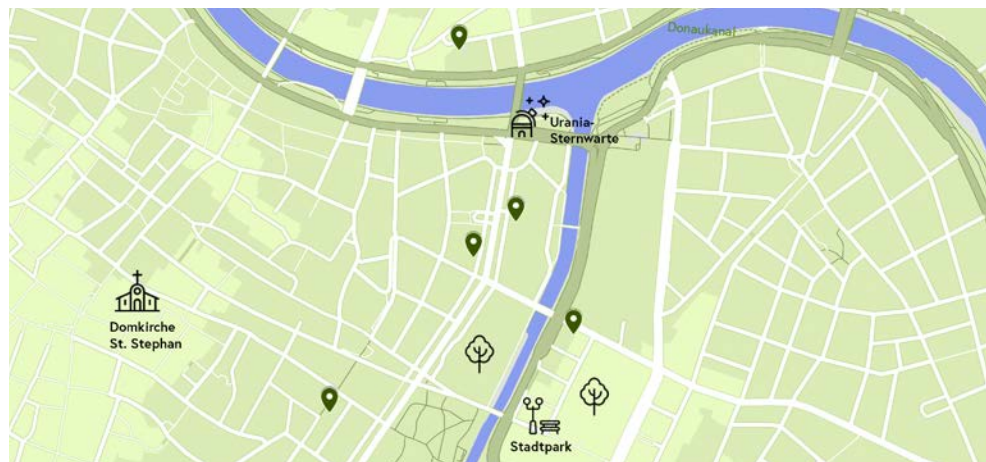 Donaukanal
Urania-
Sternwarte
Domkirche
St. Stephan
Stadtpark